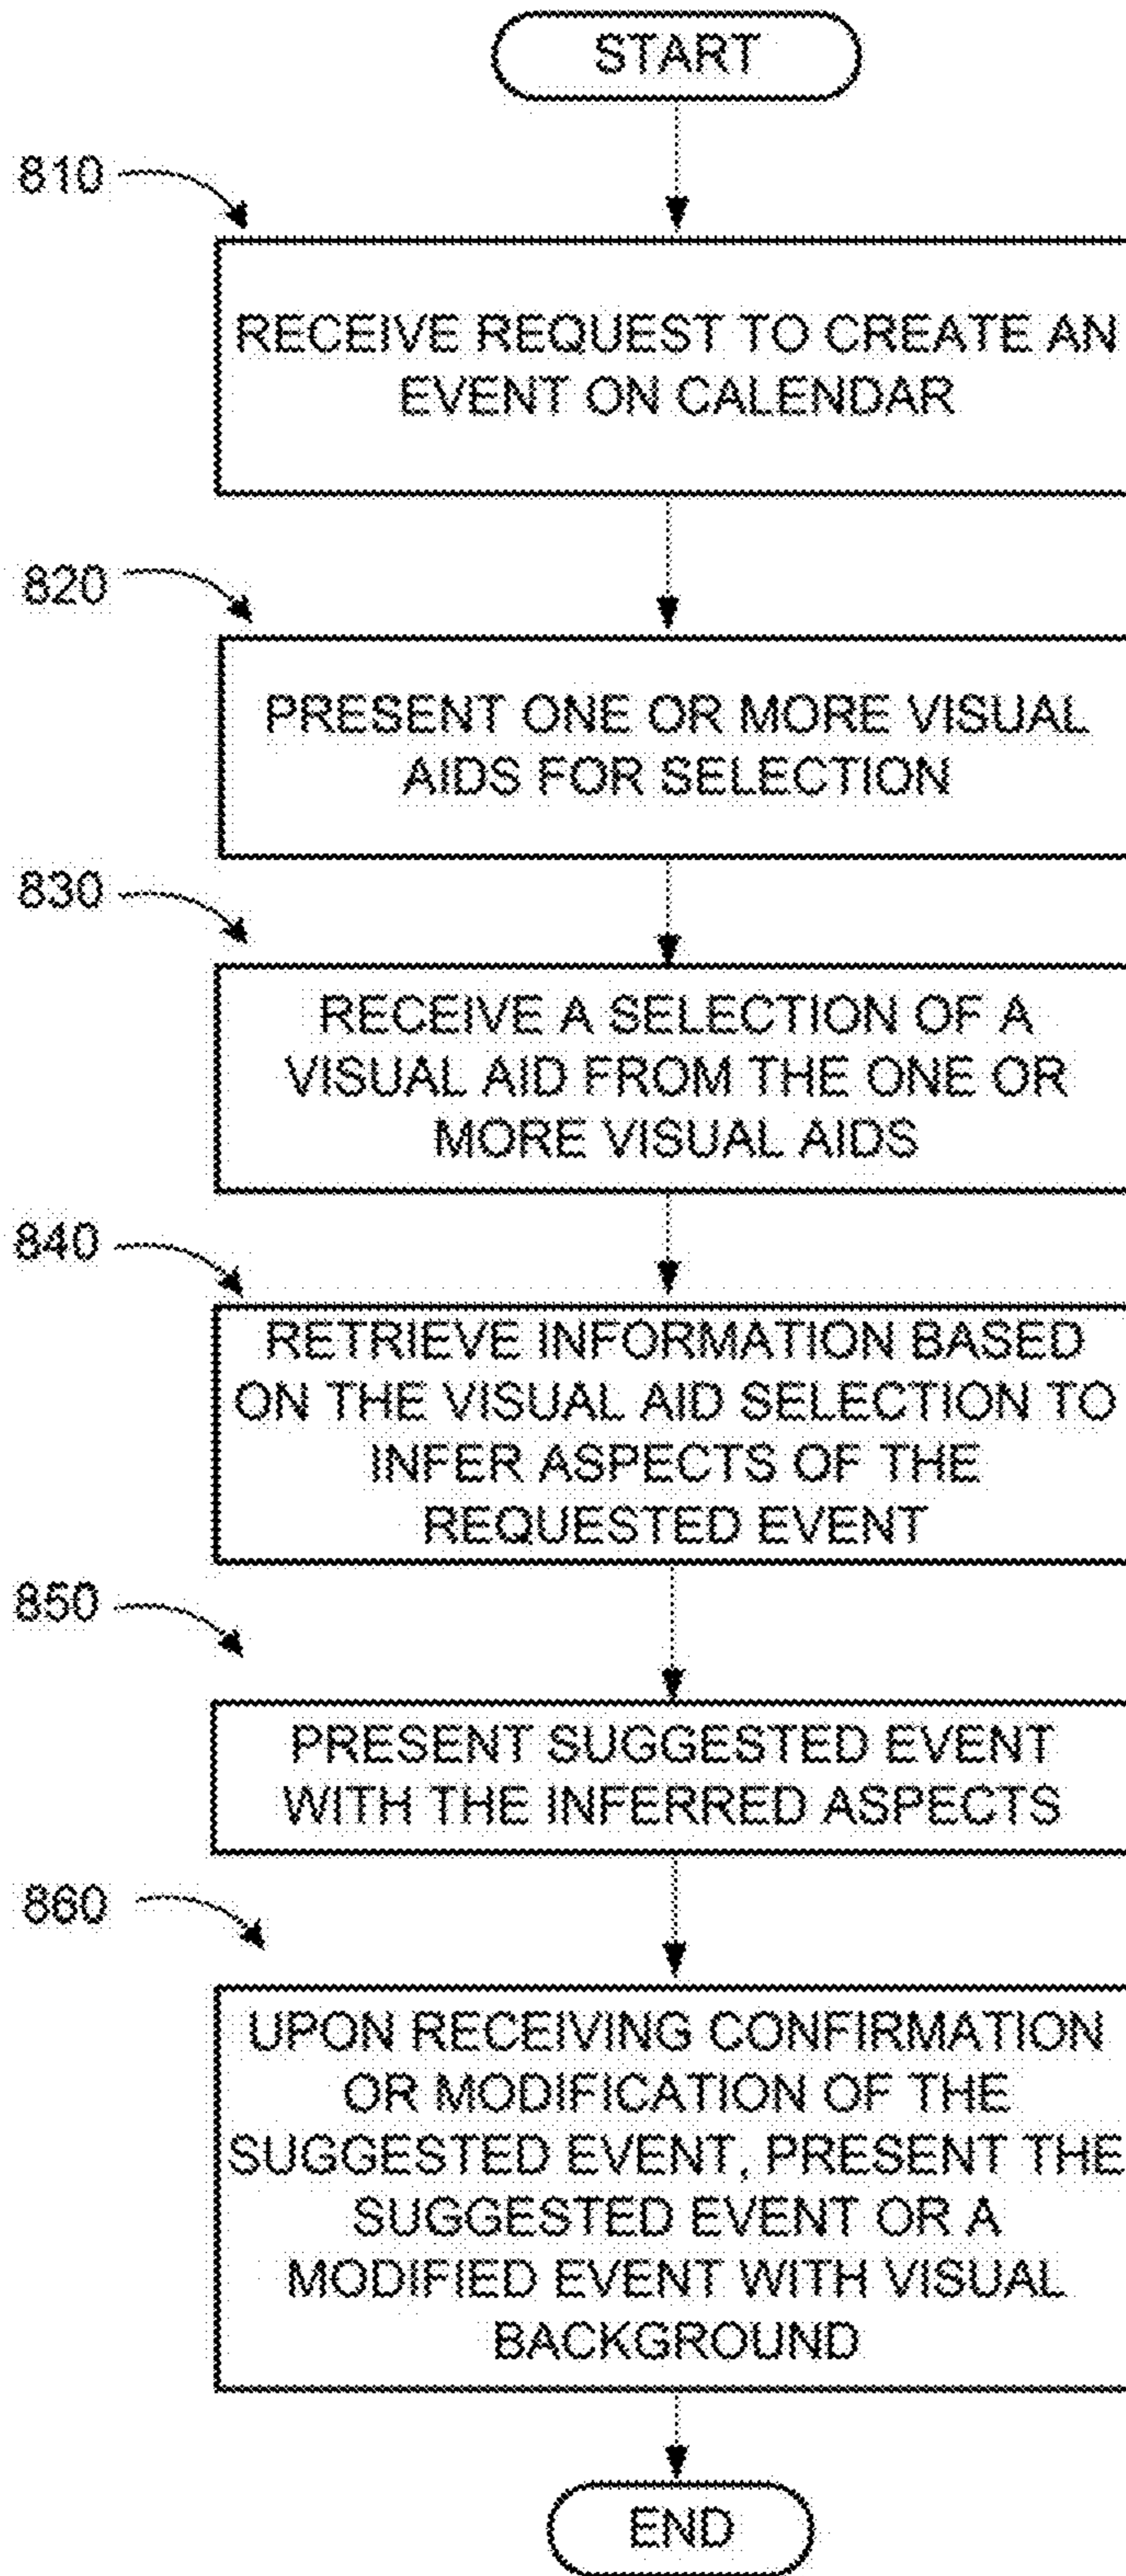 START
810
RECEIVE REQUEST TO CREATE AN
EVENT ON CALENDAR
820
PRESENT ONE OR MORE VISUAL
AIDS FOR SELECTION
830
RECEIVE A SELECTION OF A
VISUAL AID FROM THE ONE OR
MORE VISUAL AIDS
840
RETRIEVE INFORMATION BASED
ON THE VISUAL AID SELECTION TO
INFER ASPECTS OF THE
REQUESTED EVENT
850
PRESENT SUGGESTED EVENT
WITH THE INFERRED ASPECTS
860
UPON RECEIVING CONFIRMATION
OR MODIFICATION OF THE
SUGGESTED EVENT, PRESENT THE
SUGGESTED EVENT OR A
MODIFIED EVENT WITH VISUAL
BACKGROUND
END